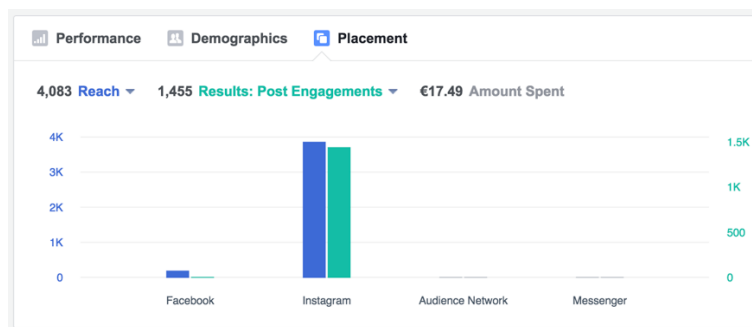 Performance Demographics Placement
4,083 Reach 1,455 Results: Post Engagements €17.49 Amount Spent
4K
3K
2K
1K
0
1.5K
1K
500
0
Facebook Instagram Audience Network Messenger